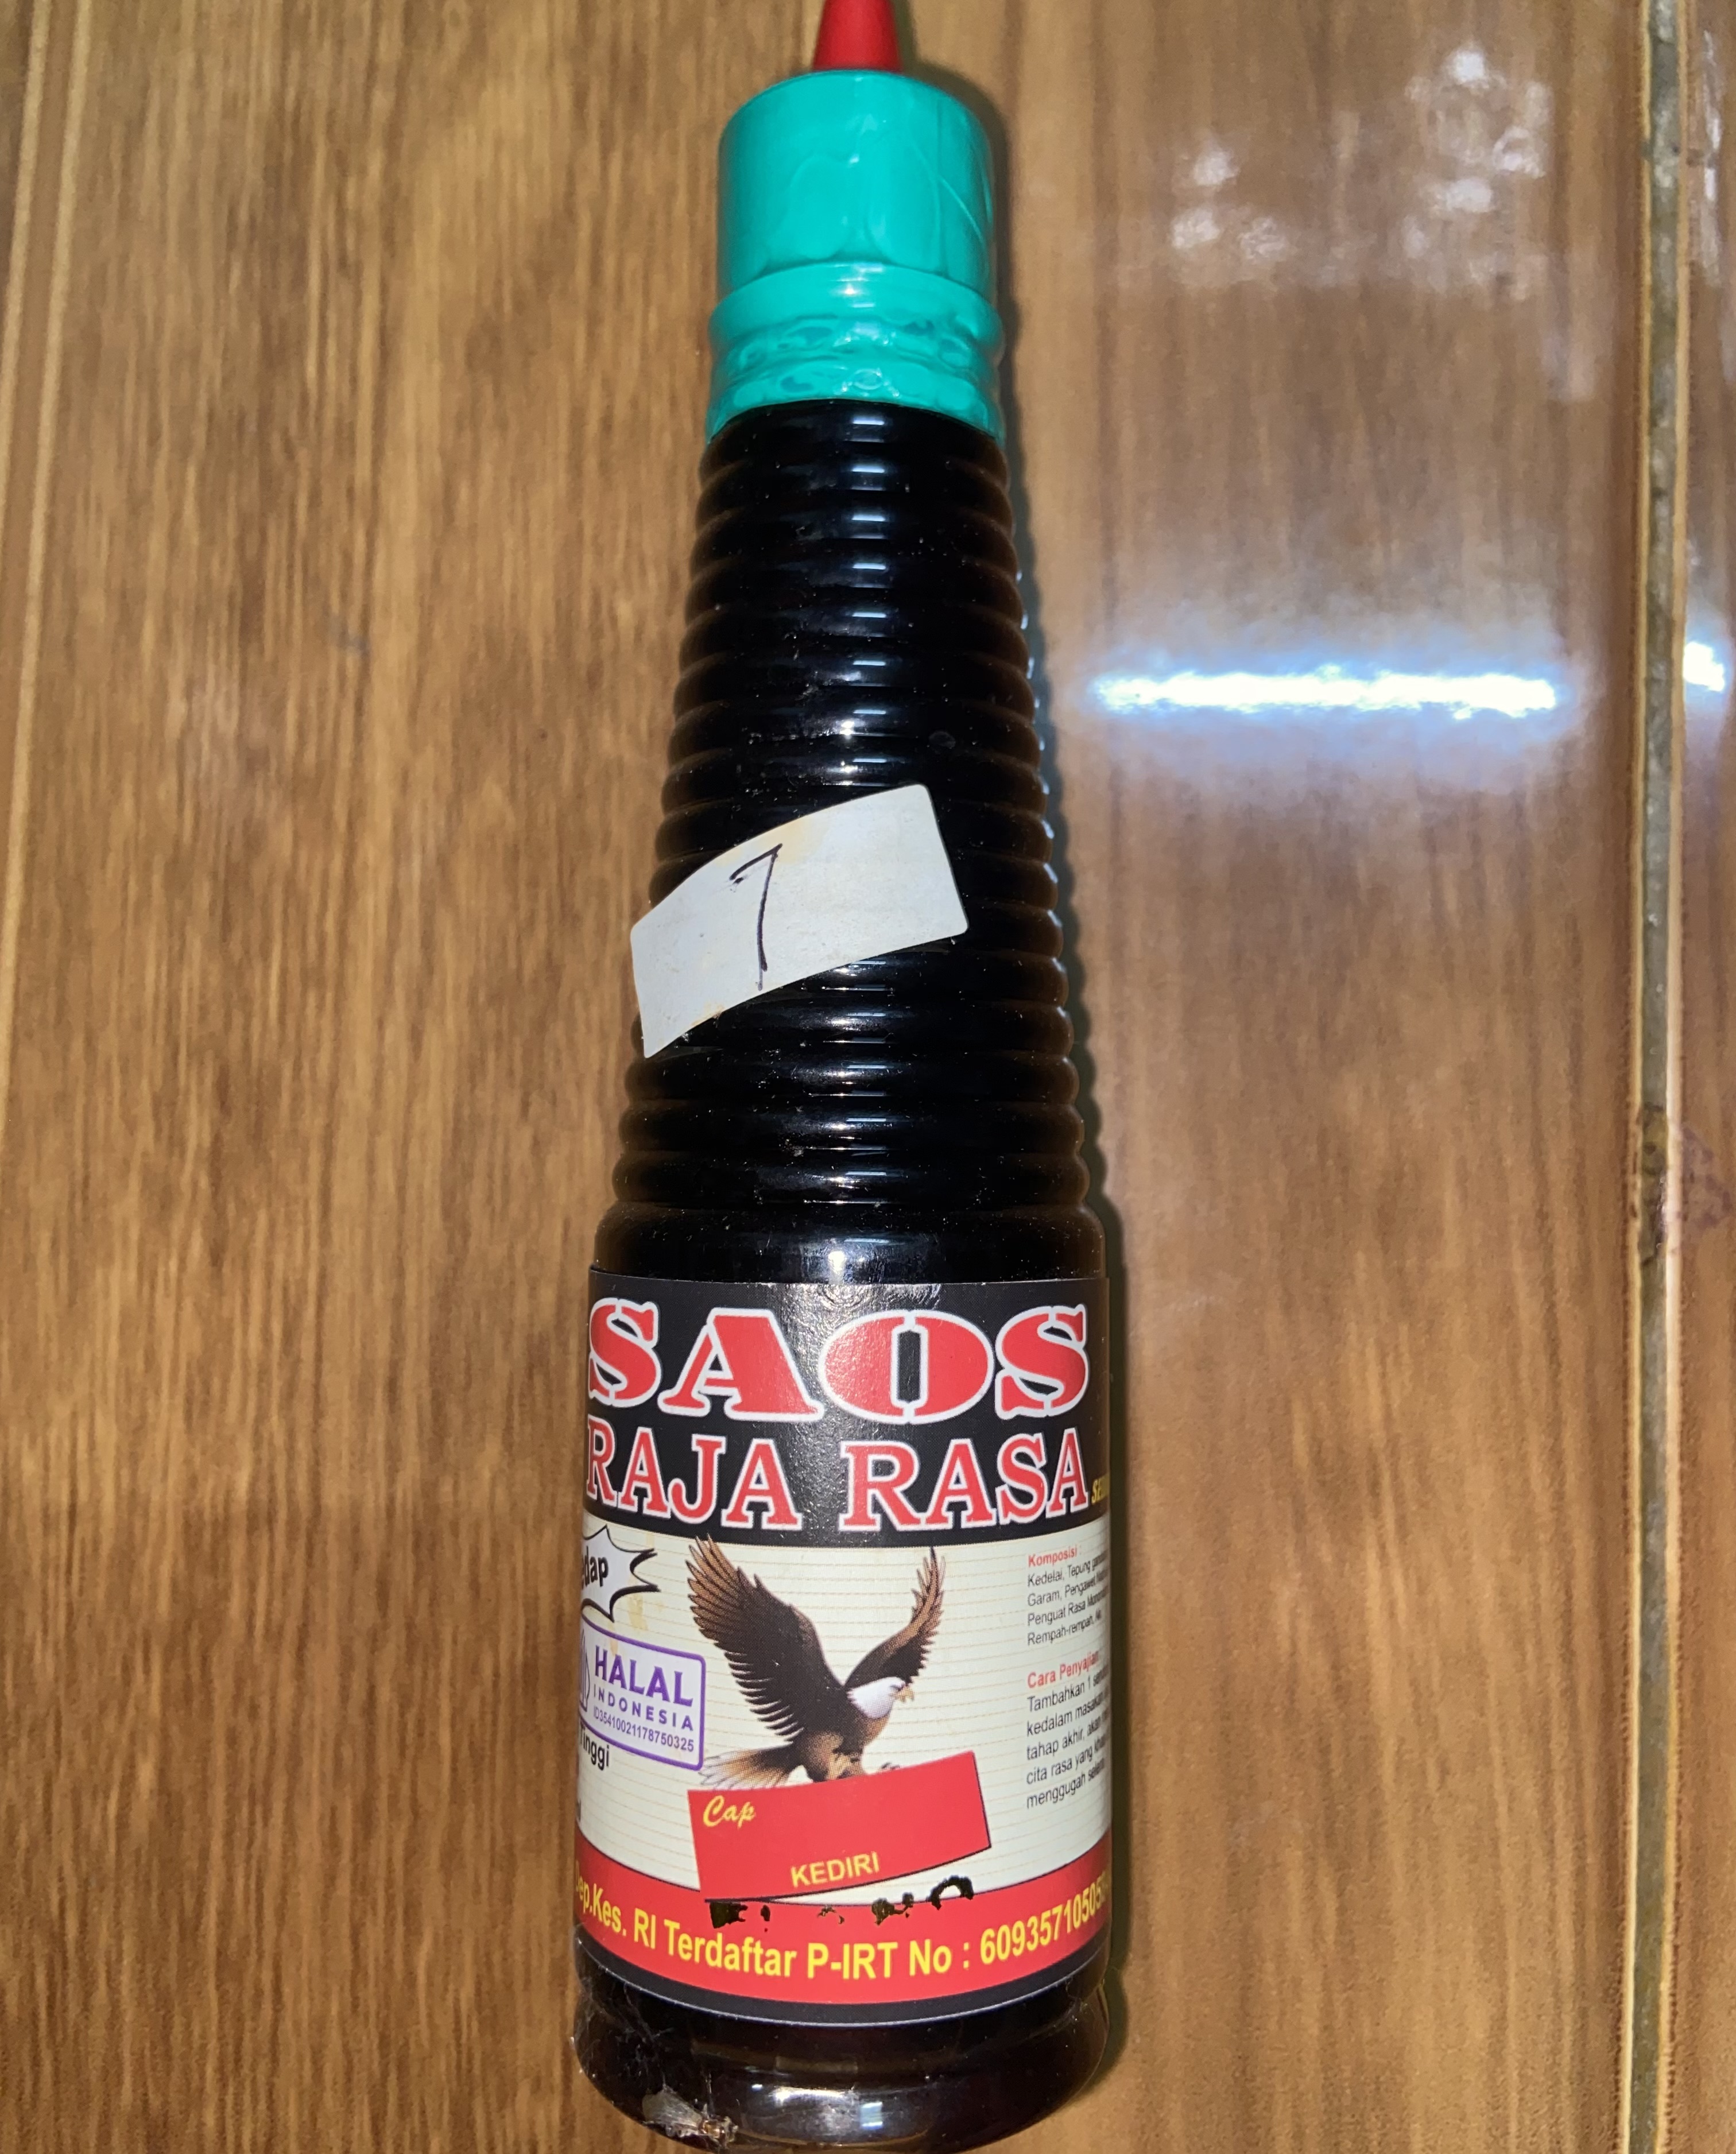 7
SAOS
RAJA RASA
HALAL
INDONESIA
ID35410021178750325
Tinggi
Komposisi :
Kedelai, Tepung
Garam, Pengawet
Penguat Rasa
Rempah-rempah,
Cara Penyajian :
Tambahkan 1
kedalam masakan
tahap akhir, akan
cita rasa yang
menggugah selera
Cap
KEDIRI
Dep.Kes. RI Terdaftar P-IRT No : 6093571050